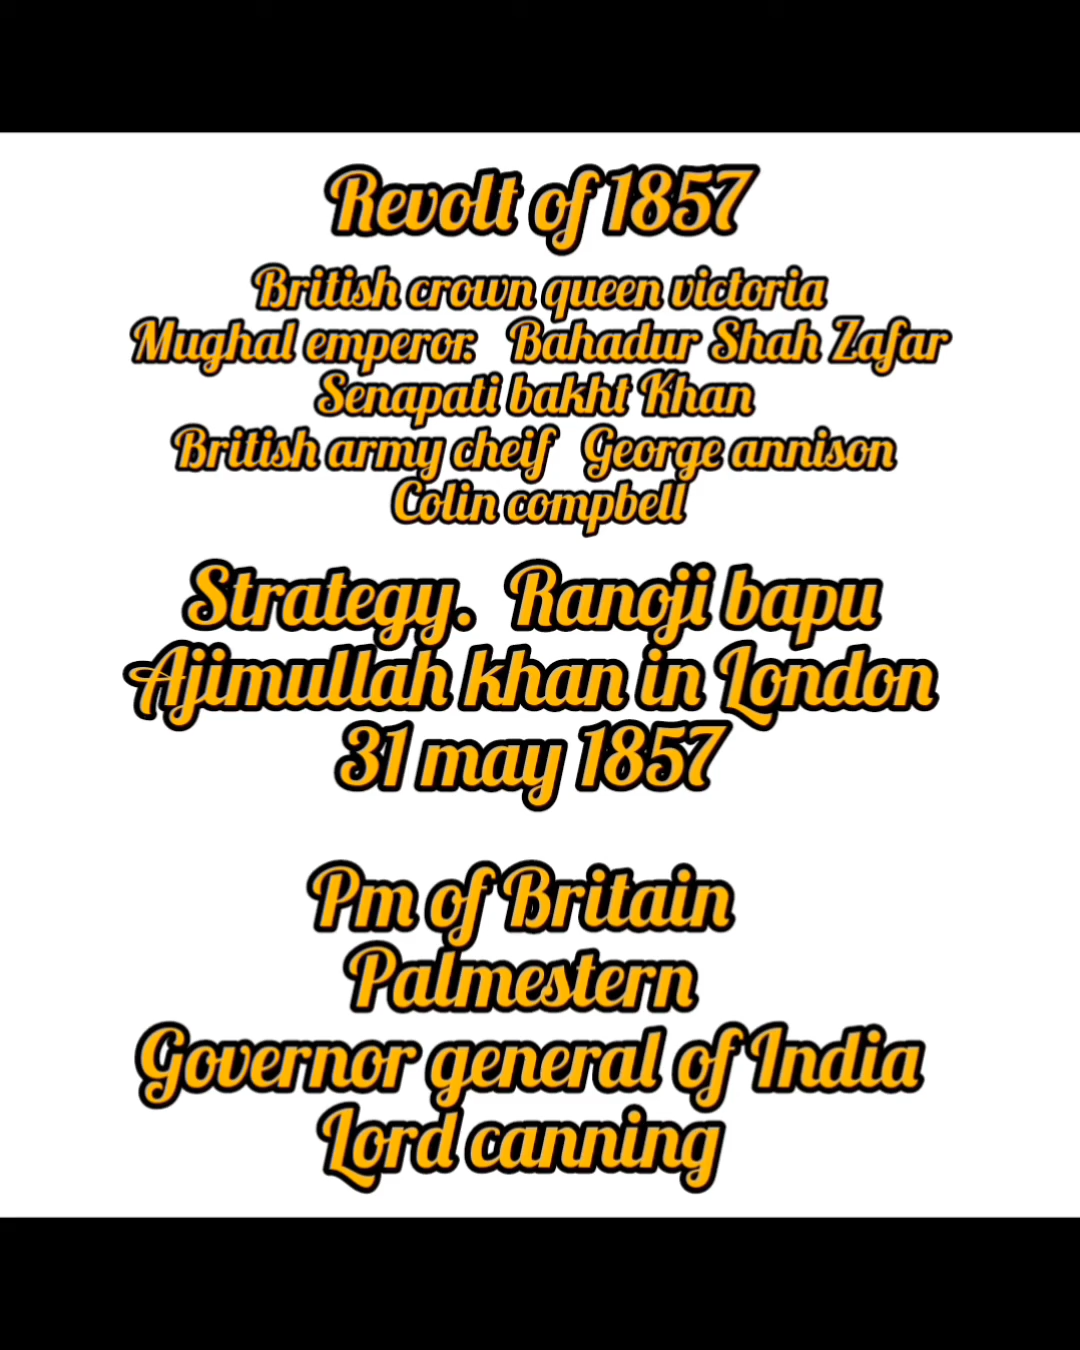 Revolt of 1857
British crown queen victoria
Mughal emperor. Bahadur Shah Zafar
Senapati bakht Khan
British army cheif George annison
Colin compbell
Strategy. Ranoji bapu
Ajimullah khan in London
31 may 1857
Pm of Britain
Palmestern
Governor general of India
Lord canning